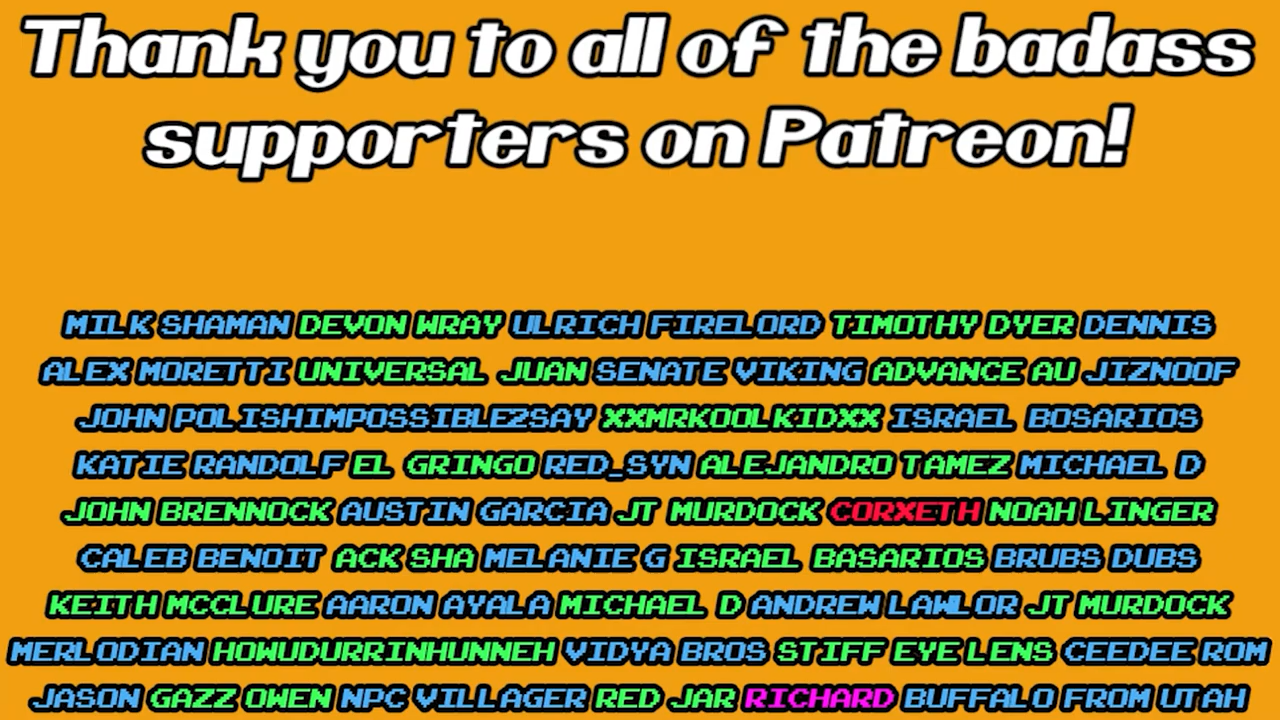 Thank you to all of the badass
supporters on Patreon!
MILK SHAMAN DEVON WRAY ULRICH FIRELORD TIMOTHY DYER DENNIS
ALEX MORETTI UNIVERSAL JUAN SENATE VIKING ADVANCE AU JIZNOOF
JOHN POLISHIMPOSSIBLE2SAY XXMRKOOLKIDXX ISRAEL BOSARIOS
KATIE RANDOLF EL GRINGO RED_SYN ALEJANDRO TAMEZ MICHAEL D
JOHN BRENNOCK AUSTIN GARCIA JT MURDOCK CORXETH NOAH LINGER
CALEB BENOIT ACK SHA MELANIE G ISRAEL BASARIOS BRUBS DUBS
KEITH MCCLURE AARON AYALA MICHAEL D ANDREW LAWLOR JT MURDOCK
MERLODIAN HOWUDURRINHUNNEH VIDYA BROS STIFF EYE LENS CEEDEE ROM
JASON GAZZ OWEN NPC VILLAGER RED JAR RICHARD BUFFALO FROM UTAH